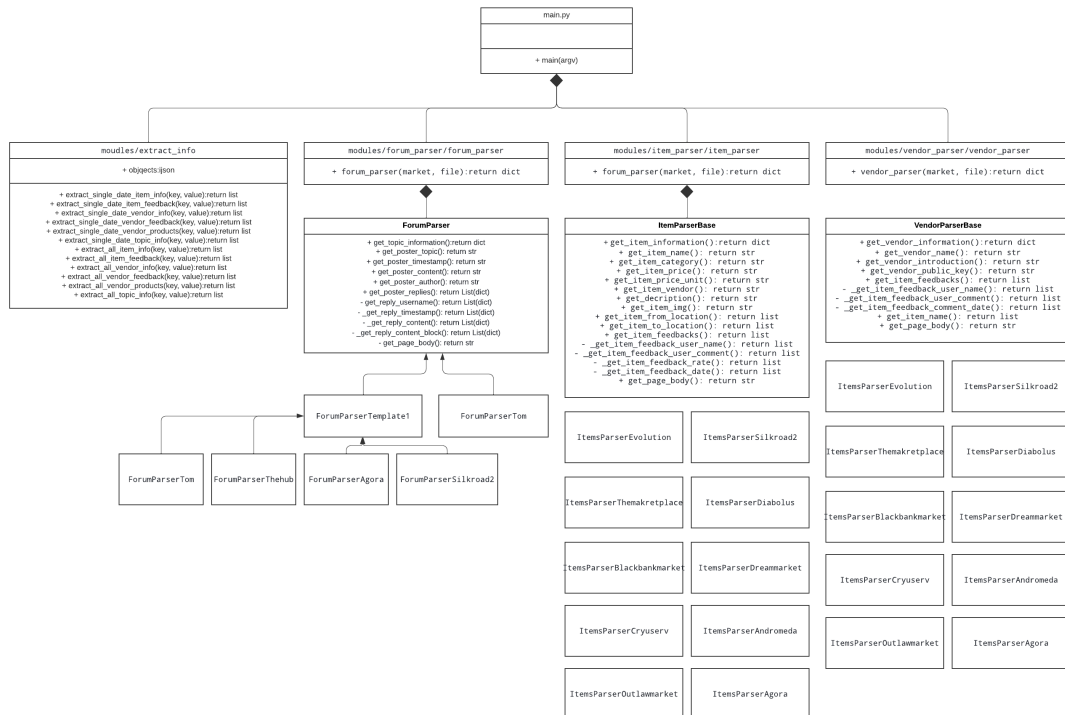 main.py
+ main(argv)
moudles/extract_info
+ objqects:ijson
+ extract_single_date_item_info(key, value):return list
+ extract_single_date_item_feedback(key, value):return list
+ extract_single_date_vendor_info(key, value):return list
+ extract_single_date_vendor_feedback(key, value):return list
+ extract_single_date_vendor_products(key, value):return list
+ extract_single_date_topic_info(key, value):return list
+ extract_all_item_info(key, value):return list
+ extract_all_item_feedback(key, value):return list
+ extract_all_vendor_info(key, value):return list
+ extract_all_vendor_feedback(key, value):return list
+ extract_all_vendor_products(key, value):return list
+ extract_all_topic_info(key, value):return list
modules/forum_parser/forum_parser
+ forum_parser(market, file):return dict
ForumParser
+ get_topic_information():return dict
+ get_poster_topic(): return str
+ get_poster_timestamp(): return str
+ get_poster_content(): return str
+ get_poster_author(): return str
+ get_poster_replies(): return List(dict)
- get_reply_username(): return List(dict)
- _get_reply_timestamp(): return List(dict)
- _get_reply_content(): return List(dict)
- _get_reply_content_block(): return List(dict)
- get_page_body(): return str
ForumParserTemplate1
ForumParserTom
ForumParserTom
ForumParserThehub
ForumParserAgora
ForumParserSilkroad2
modules/item_parser/item_parser
+ forum_parser(market, file):return dict
ItemParserBase
+ get_item_information():return dict
+ get_item_name(): return str
+ get_item_category(): return str
+ get_item_price(): return str
+ get_item_price_unit(): return str
+ get_item_vendor(): return str
+ get_decription(): return str
+ get_item_img(): return str
+ get_item_from_location(): return list
+ get_item_to_location(): return list
+ get_item_feedbacks(): return list
- _get_item_feedback_user_name(): return list
- _get_item_feedback_user_comment(): return list
- _get_item_feedback_rate(): return list
- _get_item_feedback_date(): return list
+ get_page_body(): return str
ItemsParserEvolution
ItemsParserSilkroad2
ItemsParserThemakretplace
ItemsParserDiabolus
ItemsParserBlackbankmarket
ItemsParserDreammarket
ItemsParserCryuserv
ItemsParserAndromeda
ItemsParserOutlawmarket
ItemsParserAgora
modules/vendor_parser/vendor_parser
+ vendor_parser(market, file):return dict
VendorParserBase
+ get_vendor_information():return dict
+ get_vendor_name(): return str
+ get_vendor_introduction(): return str
+ get_vendor_public_key(): return str
+ get_item_feedbacks(): return list
- _get_item_feedback_user_name(): return list
- _get_item_feedback_user_comment(): return list
- _get_item_feedback_comment_date(): return list
+ get_item_name(): return list
+ get_page_body(): return str
ItemsParserEvolution
ItemsParserSilkroad2
ItemsParserThemakretplace
ItemsParserDiabolus
ItemsParserBlackbankmarket
ItemsParserDreammarket
ItemsParserCryuserv
ItemsParserAndromeda
ItemsParserOutlawmarket
ItemsParserAgora